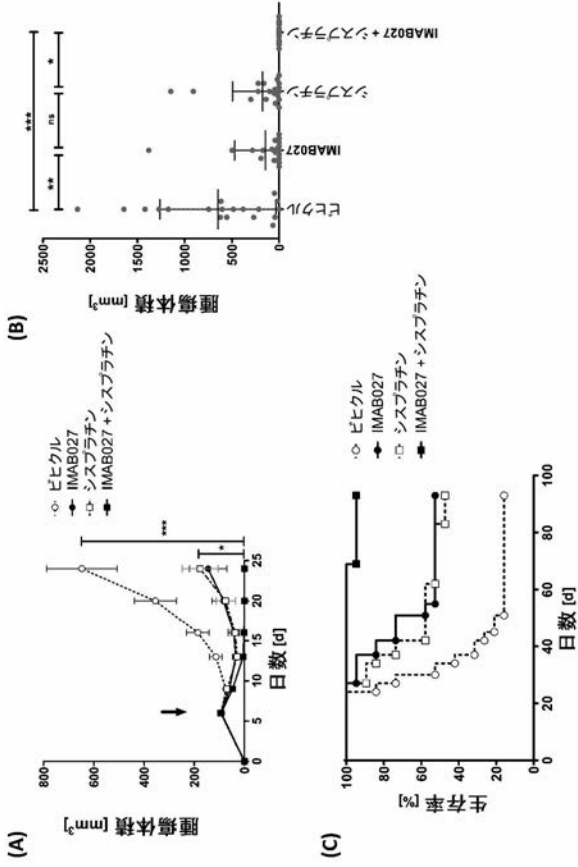 (A)
腫瘍体積 [mm³]
800
600
400
200
0
0
5
10
15
20
25
日数 [d]
***
*
ビヒクル
IMAB027
シスプラチン
IMAB027 + シスプラチン
(B)
腫瘍体積 [mm³]
2500
2000
1500
1000
500
0
***
**
ns
*
ビヒクル
IMAB027
シスプラチン
IMAB027 + シスプラチン
(C)
生存率 [%]
100
80
60
40
20
0
0
20
40
60
80
100
日数 [d]
ビヒクル
IMAB027
シスプラチン
IMAB027 + シスプラチン